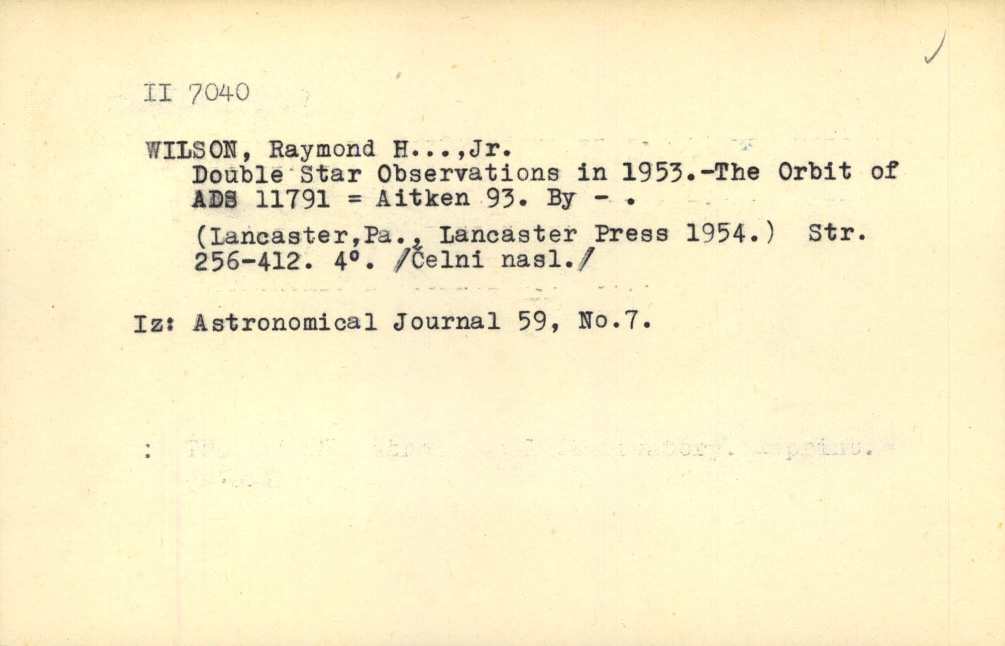 II 7040
WILSON, Raymond H...,Jr.
Double Star Observations in 1953.-The Orbit of
ADS 11791 = Aitken 93. By - .
(Lancaster,Pa., Lancaster Press 1954.) Str.
256-412. 4°. /Čelni nasl./
Iz: Astronomical Journal 59, No.7.
: